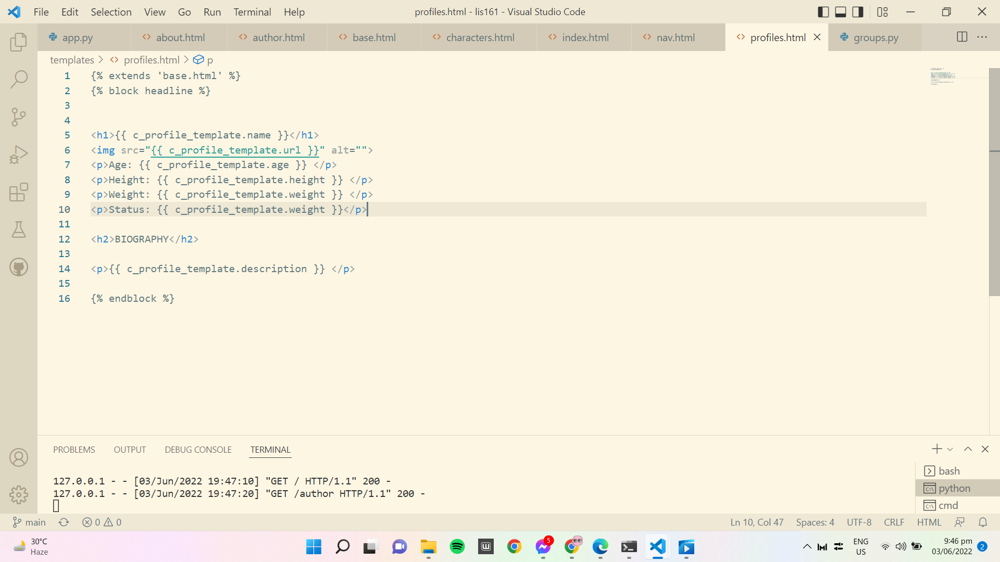 File Edit Selection View Go Run Terminal Help profiles.html - lis161 - Visual Studio Code
app.py about.html author.html base.html characters.html index.html nav.html profiles.html groups.py
templates > profiles.html > p
1 {% extends 'base.html' %}
2 {% block headline %}
3
4
5 <h1>{{ c_profile_template.name }}</h1>
6 <img src="{{ c_profile_template.url }}" alt="">
7 <p>Age: {{ c_profile_template.age }} </p>
8 <p>Height: {{ c_profile_template.height }} </p>
9 <p>Weight: {{ c_profile_template.weight }} </p>
10 <p>Status: {{ c_profile_template.weight }}</p>
11
12 <h2>BIOGRAPHY</h2>
13
14 <p>{{ c_profile_template.description }} </p>
15
16 {% endblock %}
PROBLEMS OUTPUT DEBUG CONSOLE TERMINAL
127.0.0.1 - - [03/Jun/2022 19:47:10] "GET / HTTP/1.1" 200 -
127.0.0.1 - - [03/Jun/2022 19:47:20] "GET /author HTTP/1.1" 200 -
bash
python
cmd
main 0 0 Ln 10, Col 47 Spaces: 4 UTF-8 CRLF HTML
30°C
Haze
5
ENG
US
9:46 pm
03/06/2022
2